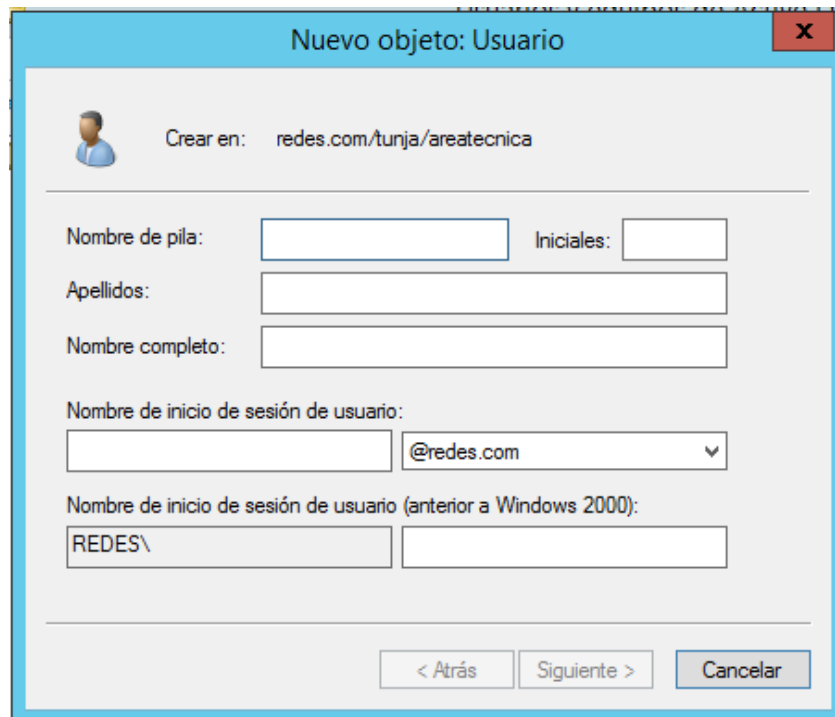 Nuevo objeto: Usuario
x
Crear en: redes.com/tunja/areatecnica
Nombre de pila:
Iniciales:
Apellidos:
Nombre completo:
Nombre de inicio de sesión de usuario:
@redes.com
Nombre de inicio de sesión de usuario (anterior a Windows 2000):
REDES\
< Atrás
Siguiente >
Cancelar